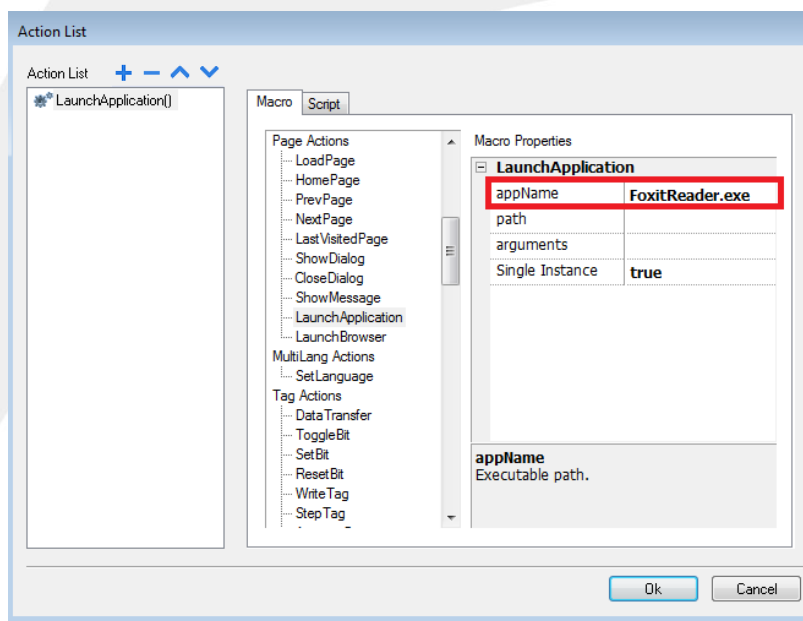 Action List
Action List
LaunchApplication()
Macro Script
Page Actions
LoadPage
HomePage
PrevPage
NextPage
LastVisitedPage
ShowDialog
CloseDialog
ShowMessage
LaunchApplication
LaunchBrowser
MultiLang Actions
SetLanguage
Tag Actions
DataTransfer
ToggleBit
SetBit
ResetBit
WriteTag
StepTag
Macro Properties
LaunchApplication
appName FoxitReader.exe
path
arguments
Single Instance true
appName
Executable path.
Ok Cancel